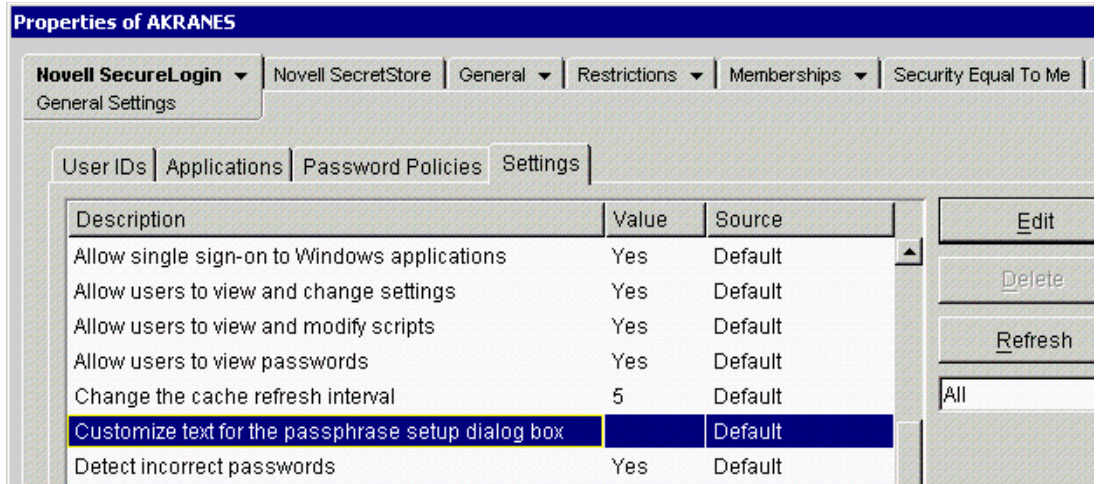 Properties of AKRANES
Novell SecureLogin Novell SecretStore General Restrictions Memberships Security Equal To Me
General Settings
User IDs Applications Password Policies Settings
Description Value Source
Edit
Allow single sign-on to Windows applications Yes Default
Allow users to view and change settings Yes Default
Delete
Allow users to view and modify scripts Yes Default
Refresh
Allow users to view passwords Yes Default
Change the cache refresh interval 5 Default
All
Customize text for the passphrase setup dialog box Default
Detect incorrect passwords Yes Default